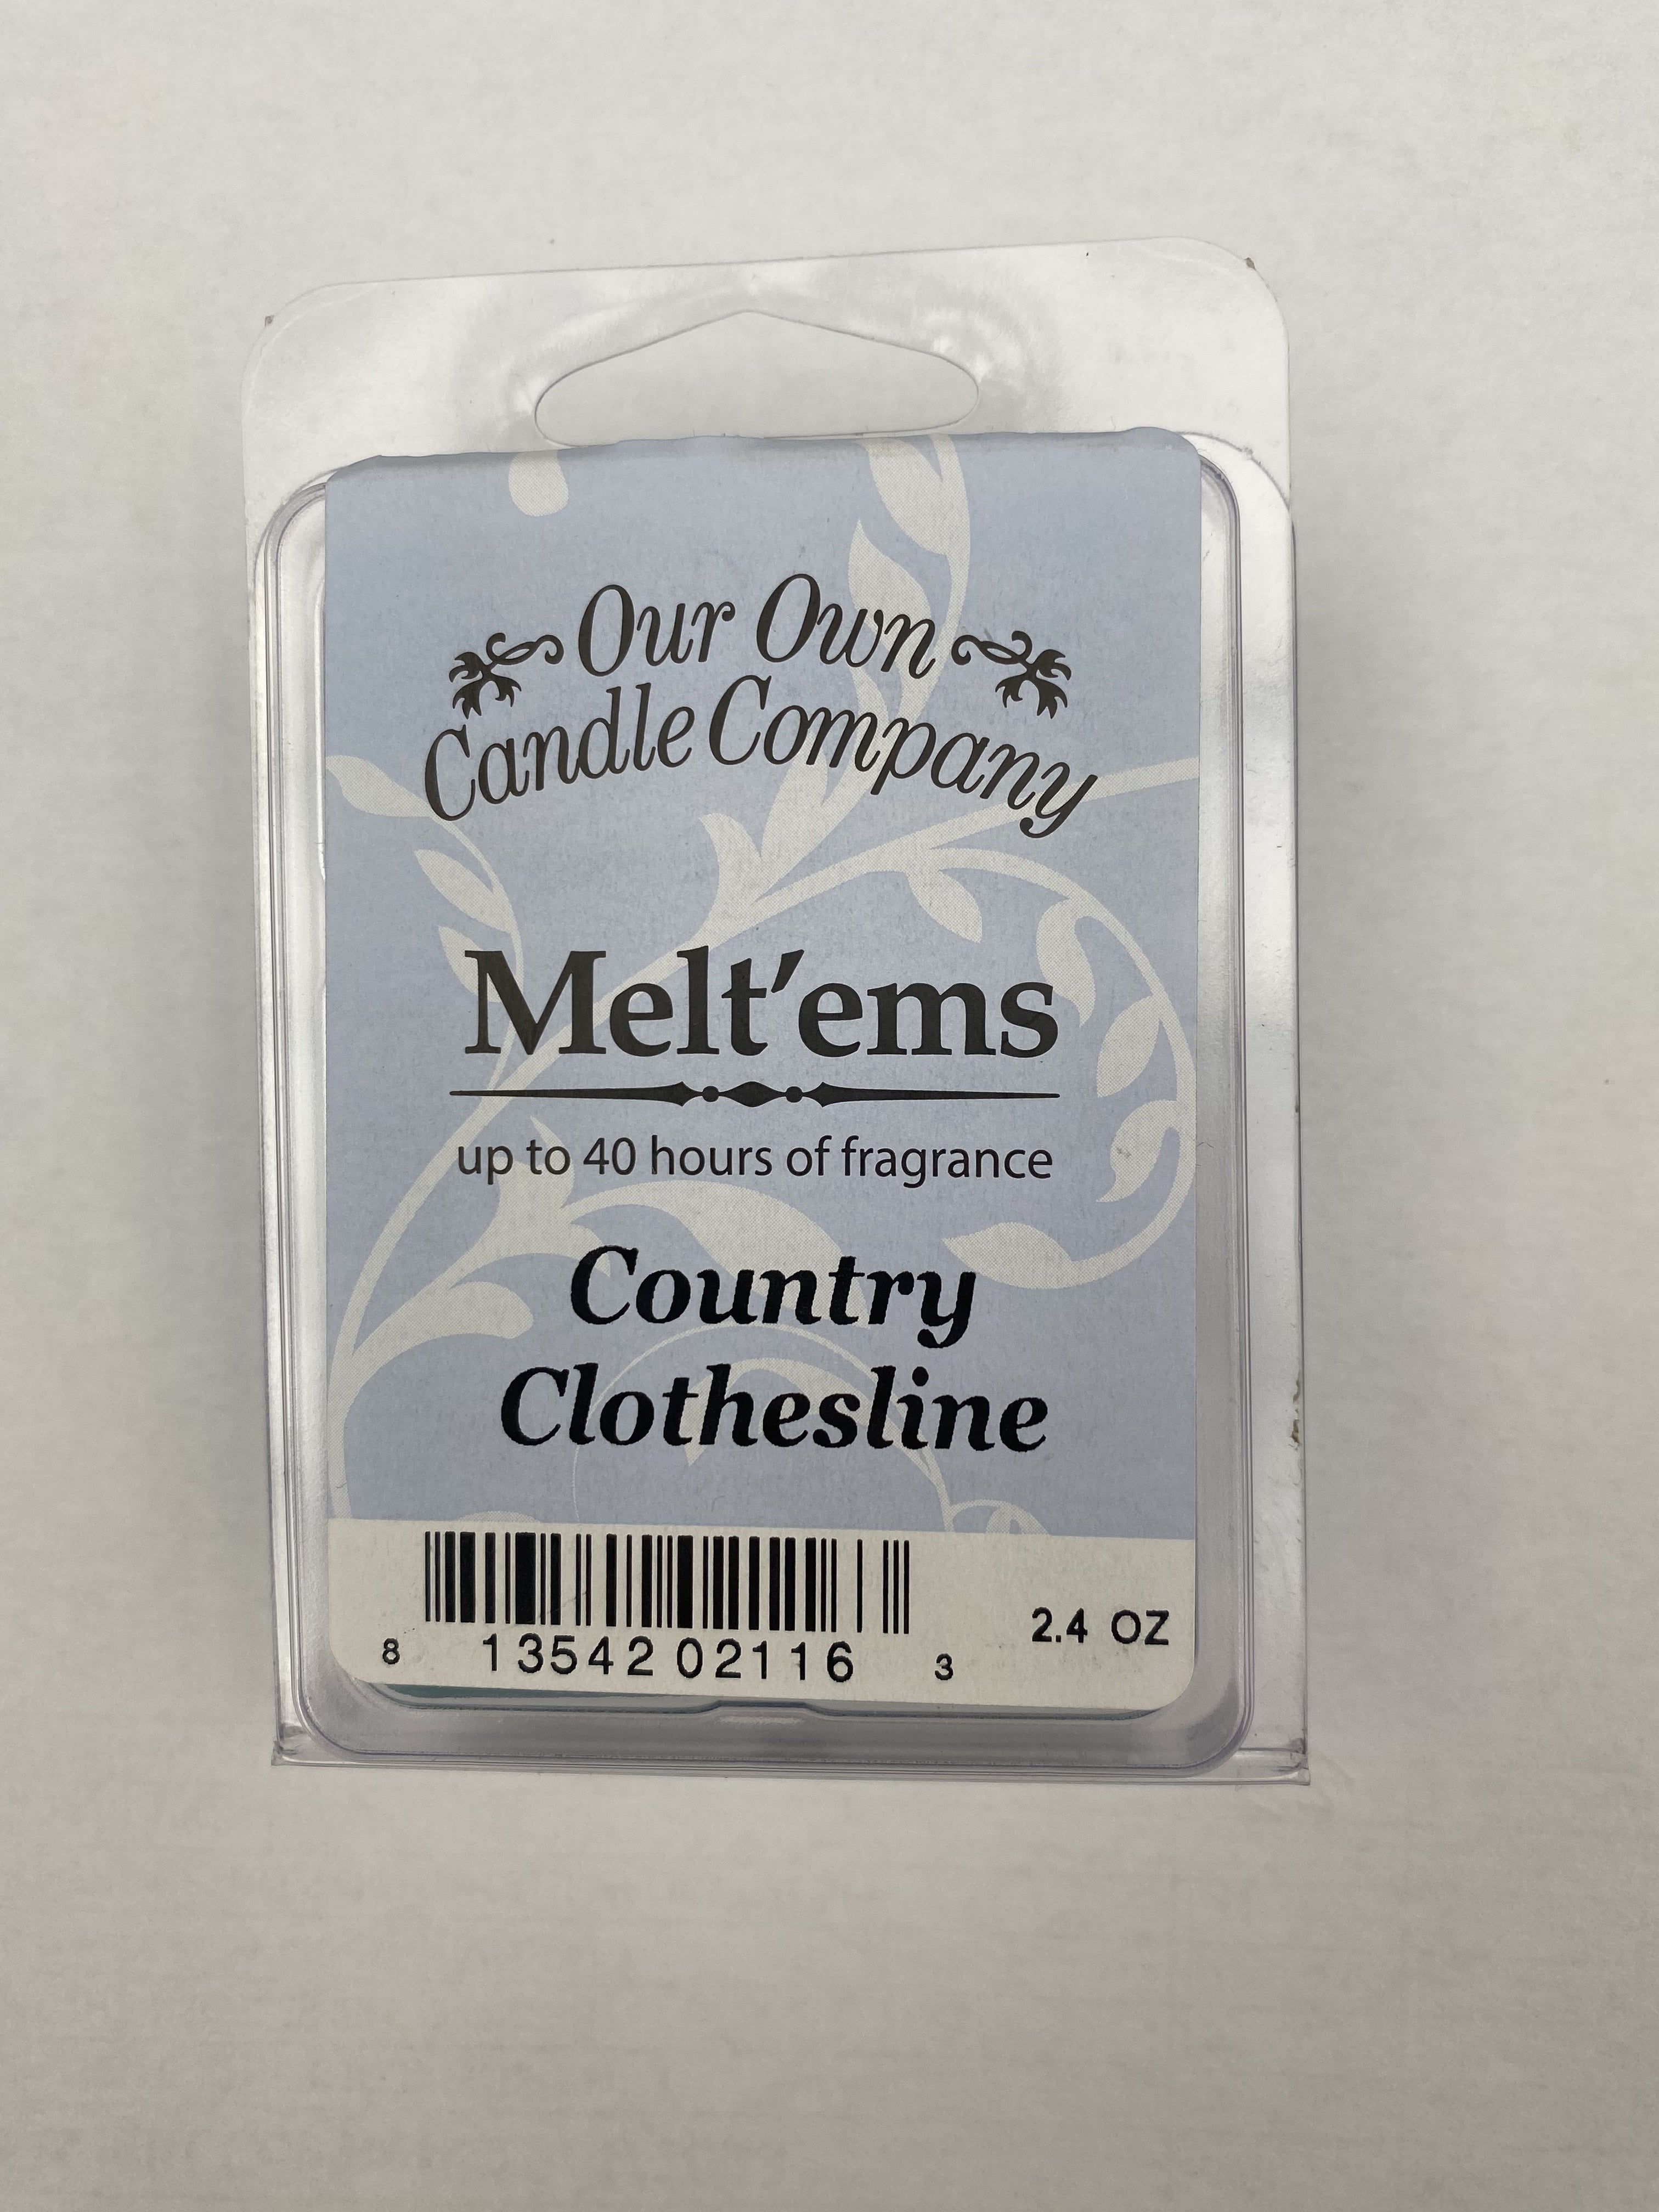 Our Own
Candle Company
Melt'ems
up to 40 hours of fragrance
Country
Clothesline
8 13542 02116 3
2.4 OZ